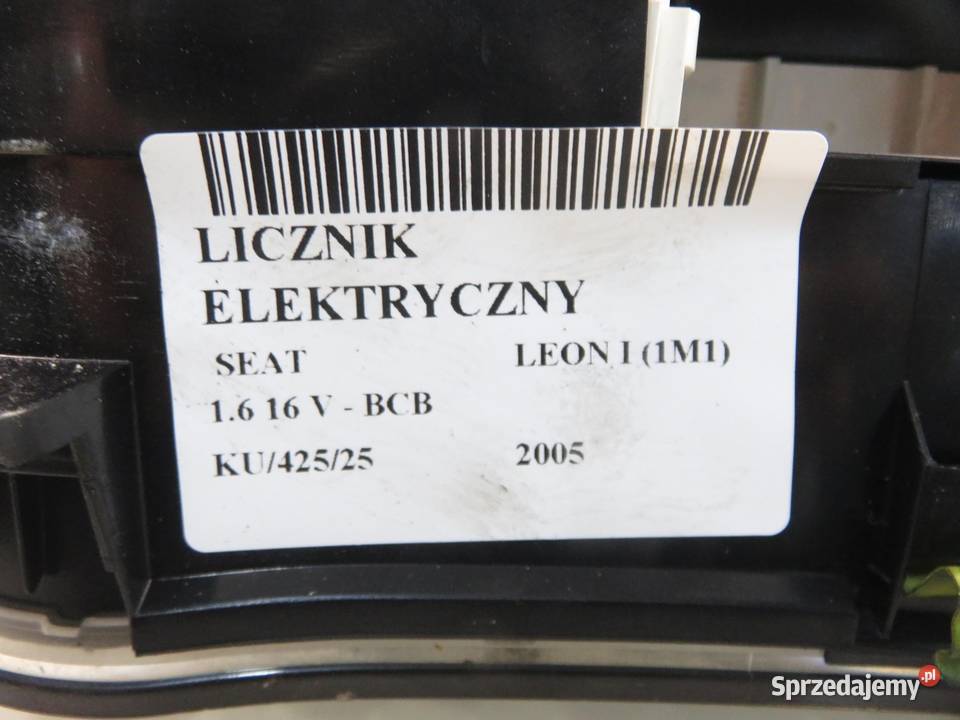 LICZNIK
ELEKTRYCZNY
SEAT LEON I (1M1)
1.6 16 V - BCB
KU/425/25 2005
Sprzedajemy.pl